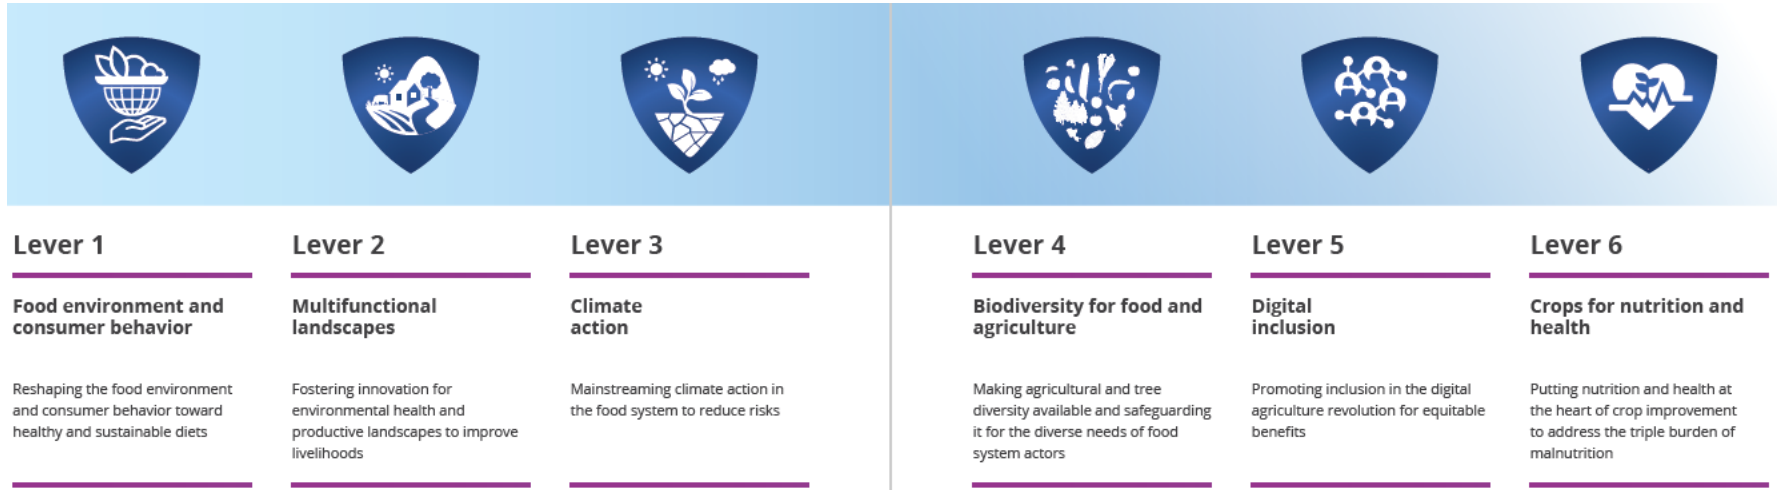 Lever 1
Food environment and
consumer behavior
Reshaping the food environment
and consumer behavior toward
healthy and sustainable diets
Lever 2
Multifunctional
landscapes
Fostering innovation for
environmental health and
productive landscapes to improve
livelihoods
Lever 3
Climate
action
Mainstreaming climate action in
the food system to reduce risks
Lever 4
Biodiversity for food and
agriculture
Making agricultural and tree
diversity available and safeguarding
it for the diverse needs of food
system actors
Lever 5
Digital
inclusion
Promoting inclusion in the digital
agriculture revolution for equitable
benefits
Lever 6
Crops for nutrition and
health
Putting nutrition and health at
the heart of crop improvement
to address the triple burden of
malnutrition